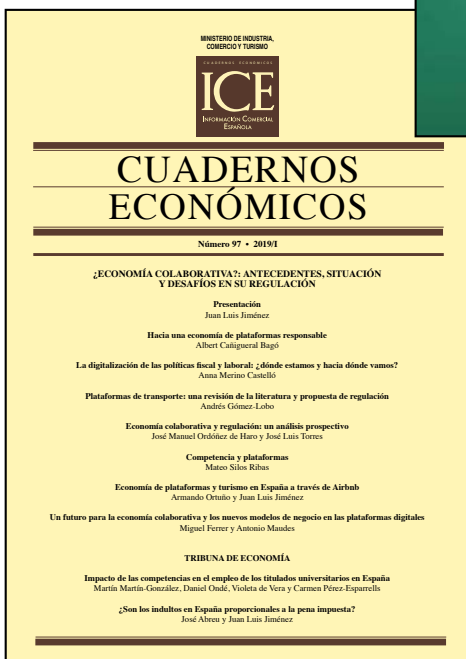 MINISTERIO DE INDUSTRIA,
COMERCIO Y TURISMO
CUADERNOS ECONÓMICOS
ICE
INFORMACIÓN COMERCIAL
ESPAÑOLA
CUADERNOS
ECONÓMICOS
Número 97 • 2019/I
¿ECONOMÍA COLABORATIVA?: ANTECEDENTES, SITUACIÓN
Y DESAFÍOS EN SU REGULACIÓN
Presentación
Juan Luis Jiménez
Hacia una economía de plataformas responsable
Albert Cañigueral Bagó
La digitalización de las políticas fiscal y laboral: ¿dónde estamos y hacia dónde vamos?
Anna Merino Castelló
Plataformas de transporte: una revisión de la literatura y propuesta de regulación
Andrés Gómez-Lobo
Economía colaborativa y regulación: un análisis prospectivo
José Manuel Ordóñez de Haro y José Luis Torres
Competencia y plataformas
Mateo Silos Ribas
Economía de plataformas y turismo en España a través de Airbnb
Armando Ortuño y Juan Luis Jiménez
Un futuro para la economía colaborativa y los nuevos modelos de negocio en las plataformas digitales
Miguel Ferrer y Antonio Maudes
TRIBUNA DE ECONOMÍA
Impacto de las competencias en el empleo de los titulados universitarios en España
Martín Martín-González, Daniel Ondé, Violeta de Vera y Carmen Pérez-Esparrells
¿Son los indultos en España proporcionales a la pena impuesta?
José Abreu y Juan Luis Jiménez